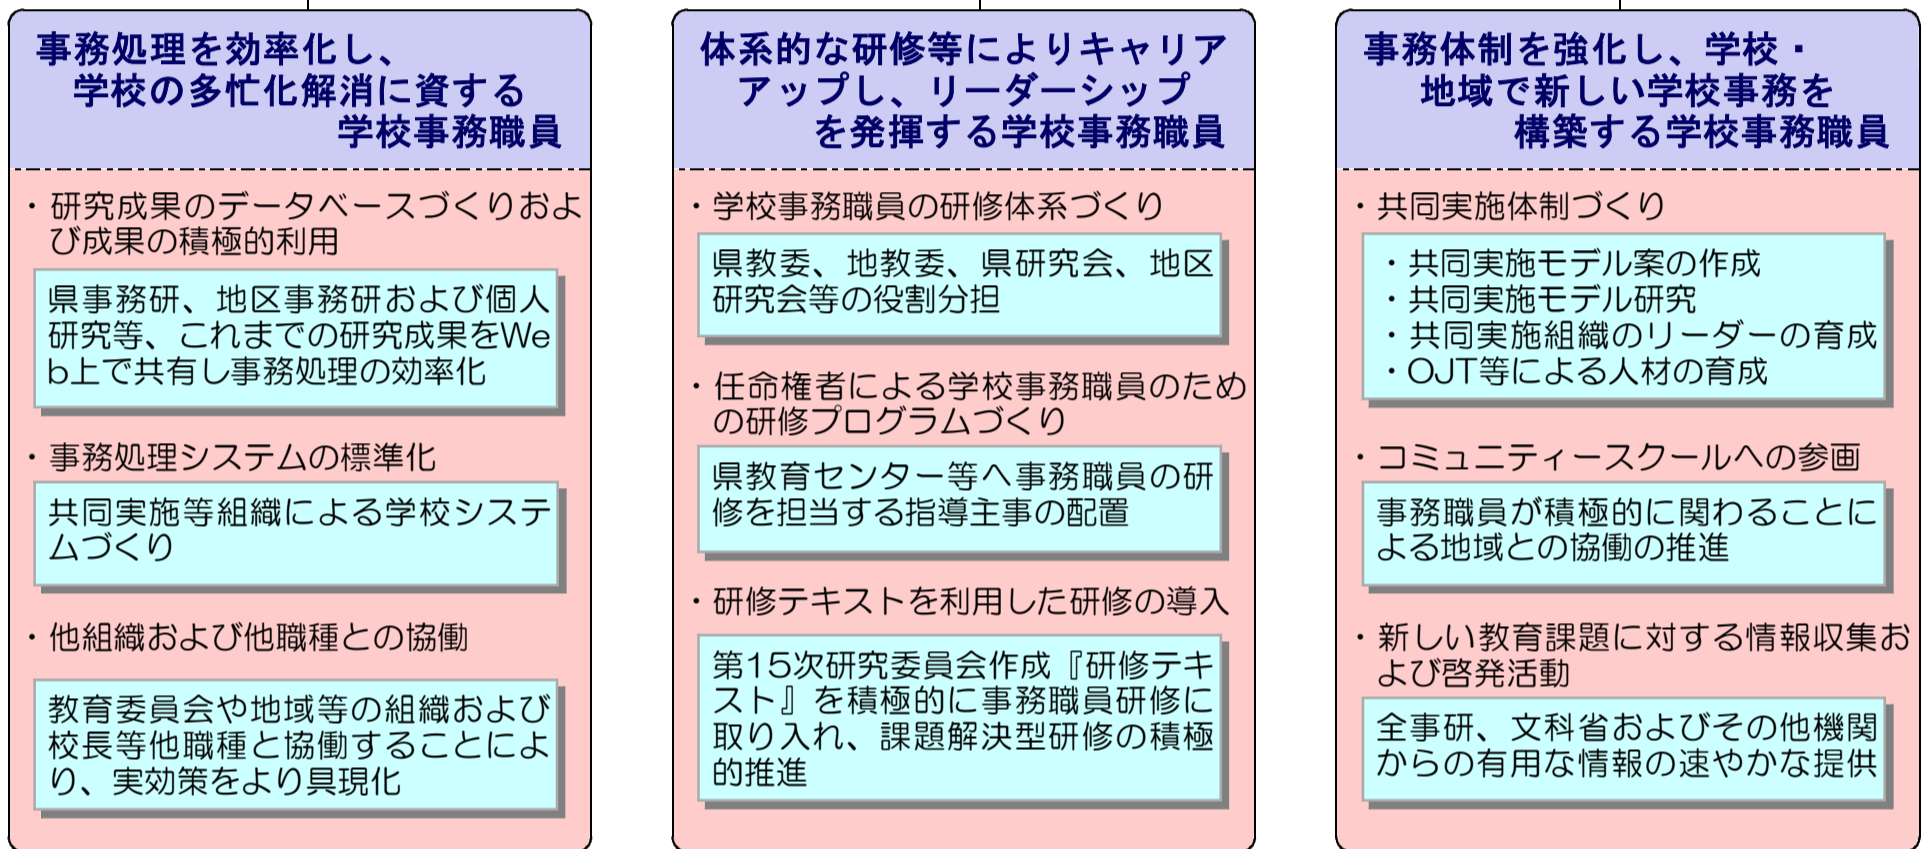 事務処理を効率化し、
学校の多忙化解消に資する
学校事務職員
・研究成果のデータベースづくりおよ
び成果の積極的利用
県事務研、地区事務研および個人
研究等、これまでの研究成果をWe
b上で共有し事務処理の効率化
・事務処理システムの標準化
共同実施等組織による学校システ
ムづくり
・他組織および他職種との協働
教育委員会や地域等の組織および
校長等他職種と協働することによ
り、実効策をより具現化
体系的な研修等によりキャリア
アップし、リーダーシップ
を発揮する学校事務職員
・学校事務職員の研修体系づくり
県教委、地教委、県研究会、地区
研究会等の役割分担
・任命権者による学校事務職員のため
の研修プログラムづくり
県教育センター等へ事務職員の研
修を担当する指導主事の配置
・研修テキストを利用した研修の導入
第15次研究委員会作成『研修テキ
スト』を積極的に事務職員研修に
取り入れ、課題解決型研修の積極
的推進
事務体制を強化し、学校・
地域で新しい学校事務を
構築する学校事務職員
・共同実施体制づくり
・共同実施モデル案の作成
・共同実施モデル研究
・共同実施組織のリーダーの育成
・OJT等による人材の育成
・コミュニティースクールへの参画
事務職員が積極的に関わることに
よる地域との協働の推進
・新しい教育課題に対する情報収集お
よび啓発活動
全事研、文科省およびその他機関
からの有用な情報の速やかな提供